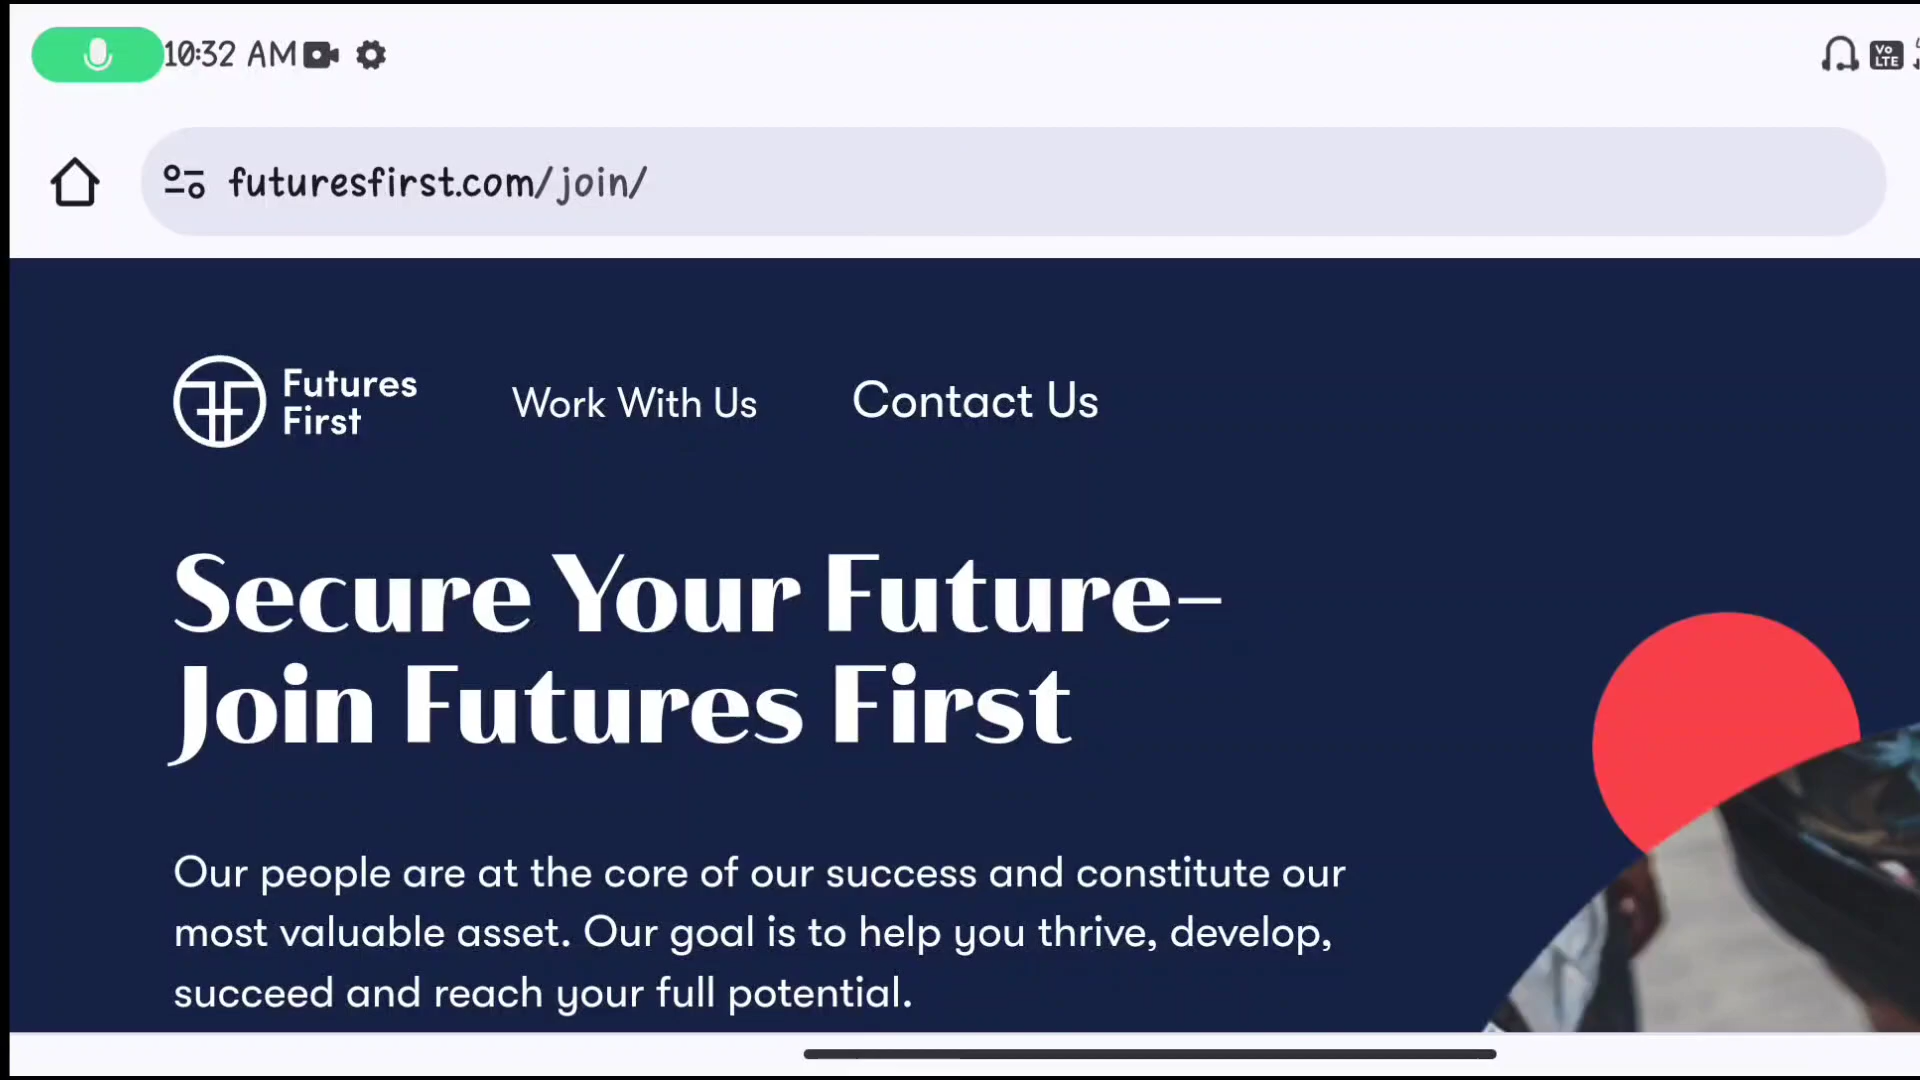 10:32 AM
Vo LTE
futuresfirst.com/join/
Futures First
Work With Us
Contact Us
Secure Your Future–
Join Futures First
Our people are at the core of our success and constitute our
most valuable asset. Our goal is to help you thrive, develop,
succeed and reach your full potential.